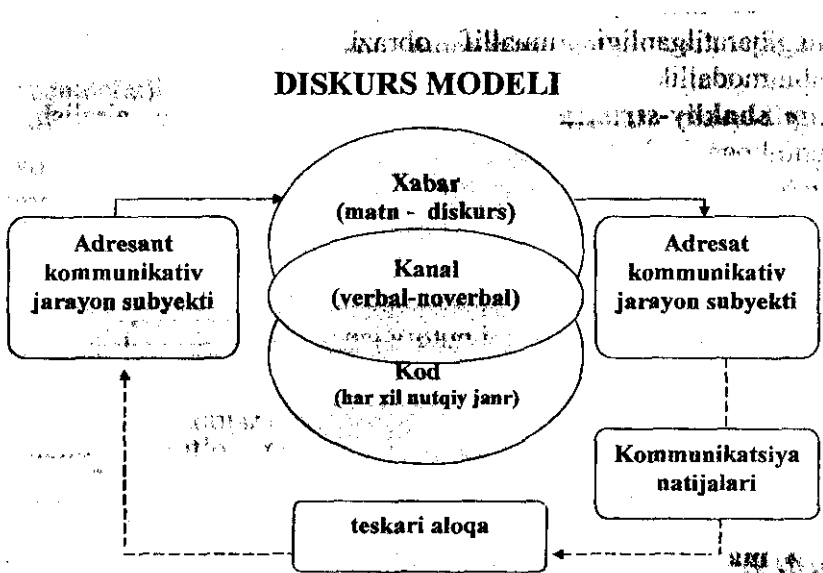 DISKURS MODELI
Xabar
(matn - diskurs)
Adresant
kommunikativ
jarayon subyekti
Kanal
(verbal-noverbal)
Adresat
kommunikativ
jarayon subyekti
Kod
(har xil nutqiy janr)
Kommunikatsiya
natijalari
teskari aloqa